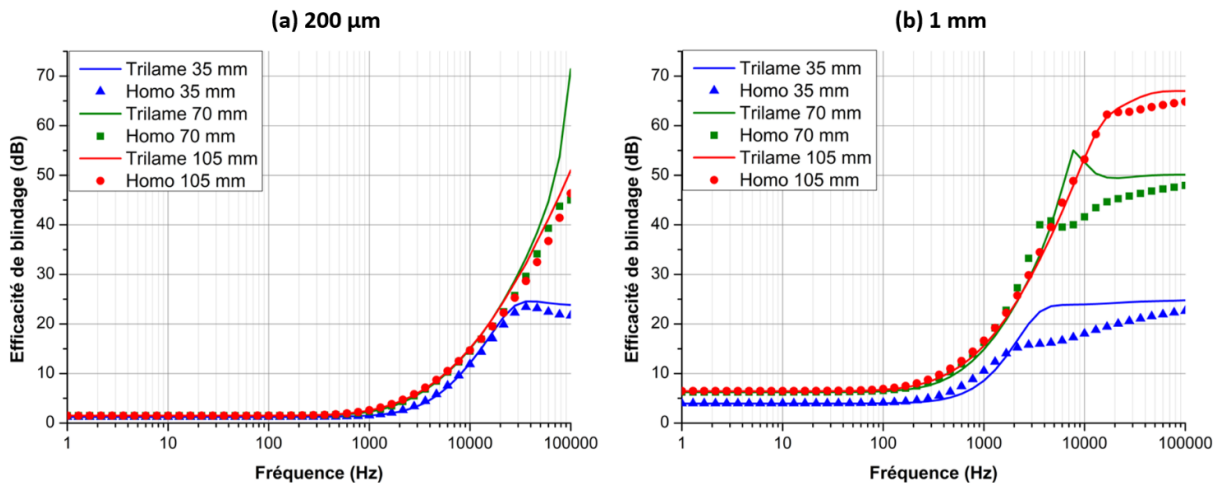 (a) 200 µm
Efficacité de blindage (dB)
70
60
50
40
30
20
10
0
Trilame 35 mm
Homo 35 mm
Trilame 70 mm
Homo 70 mm
Trilame 105 mm
Homo 105 mm
1 10 100 1000 10000 100000
Fréquence (Hz)
(b) 1 mm
Efficacité de blindage (dB)
70
60
50
40
30
20
10
0
Trilame 35 mm
Homo 35 mm
Trilame 70 mm
Homo 70 mm
Trilame 105 mm
Homo 105 mm
1 10 100 1000 10000 100000
Fréquence (Hz)